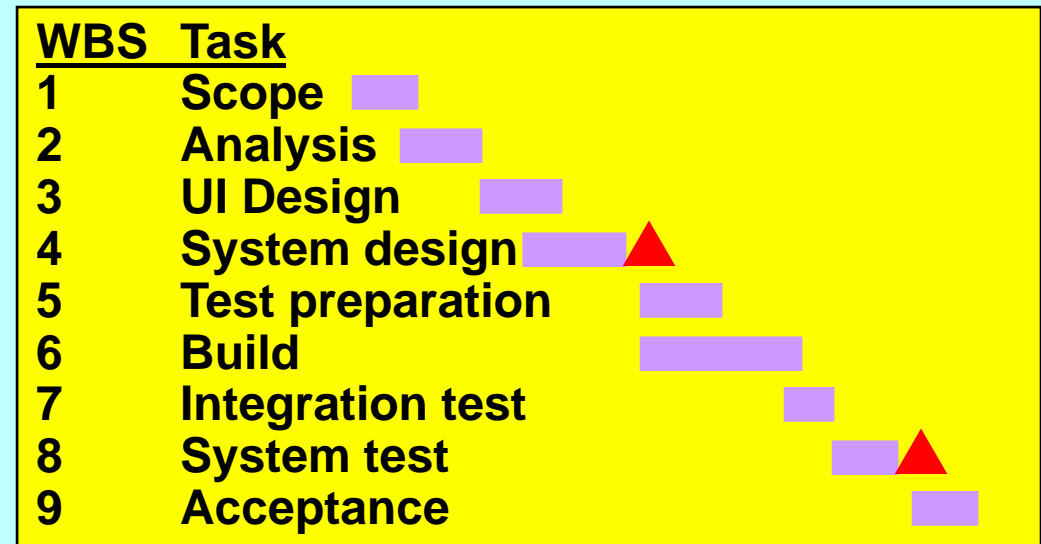 WBS Task
1 Scope
2 Analysis
3 UI Design
4 System design
5 Test preparation
6 Build
7 Integration test
8 System test
9 Acceptance